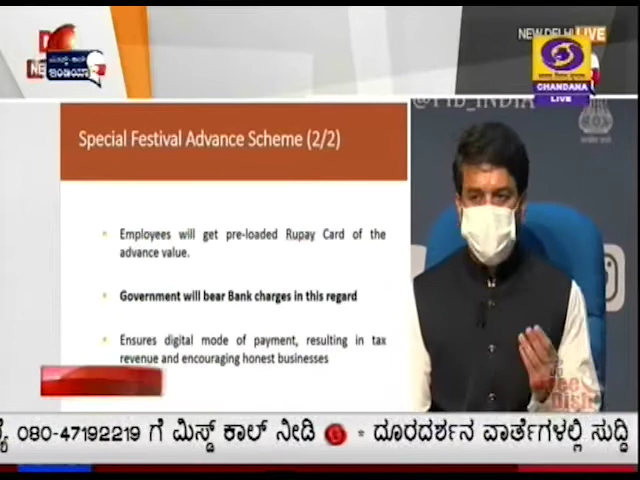 NEW DELHI LIVE
ಮಿಸ್ಡ್ ಕಾಲ್
ಇಂಡಿಯಾ
CHANDANA
LIVE
@PIB_INDIA
Special Festival Advance Scheme (2/2)
Employees will get pre-loaded Rupay Card of the
advance value.
Government will bear Bank charges in this regard
Ensures digital mode of payment, resulting in tax
revenue and encouraging honest businesses
Free
Dish
080-47192219 ಗೆ ಮಿಸ್ಡ್ ಕಾಲ್ ನೀಡಿ * ದೂರದರ್ಶನ ವಾರ್ತೆಗಳಲ್ಲಿ ಸುದ್ದಿ